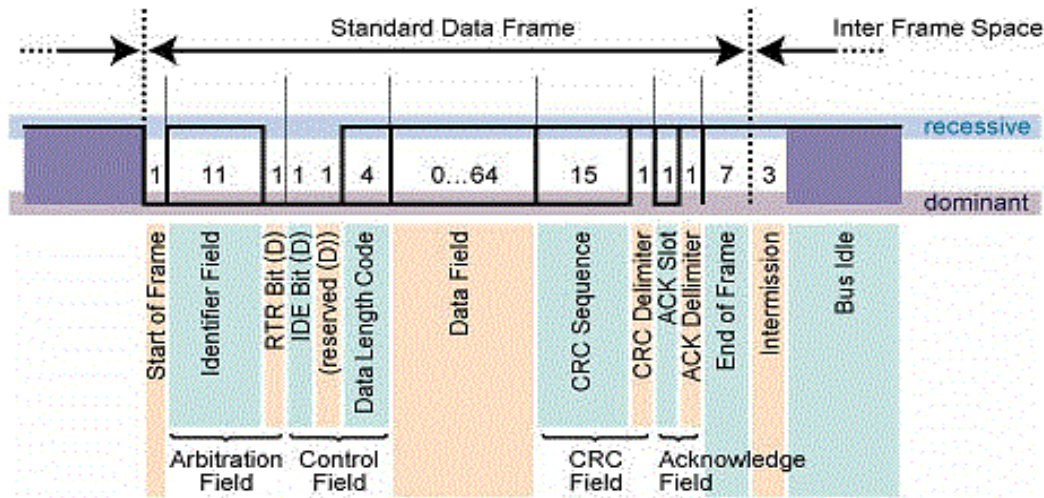 Standard Data Frame
Inter Frame Space
recessive
1 11 1 1 1 4 0...64 15 1 1 1 7 3
dominant
Start of Frame
Identifier Field
RTR Bit (D)
IDE Bit (D)
(reserved (D))
Data Length Code
Data Field
CRC Sequence
CRC Delimiter
ACK Slot
ACK Dellimiter
End of Frame
Intermission
Bus Idle
Arbitration
Field
Control
Field
CRC
Field
Acknowledge
Field